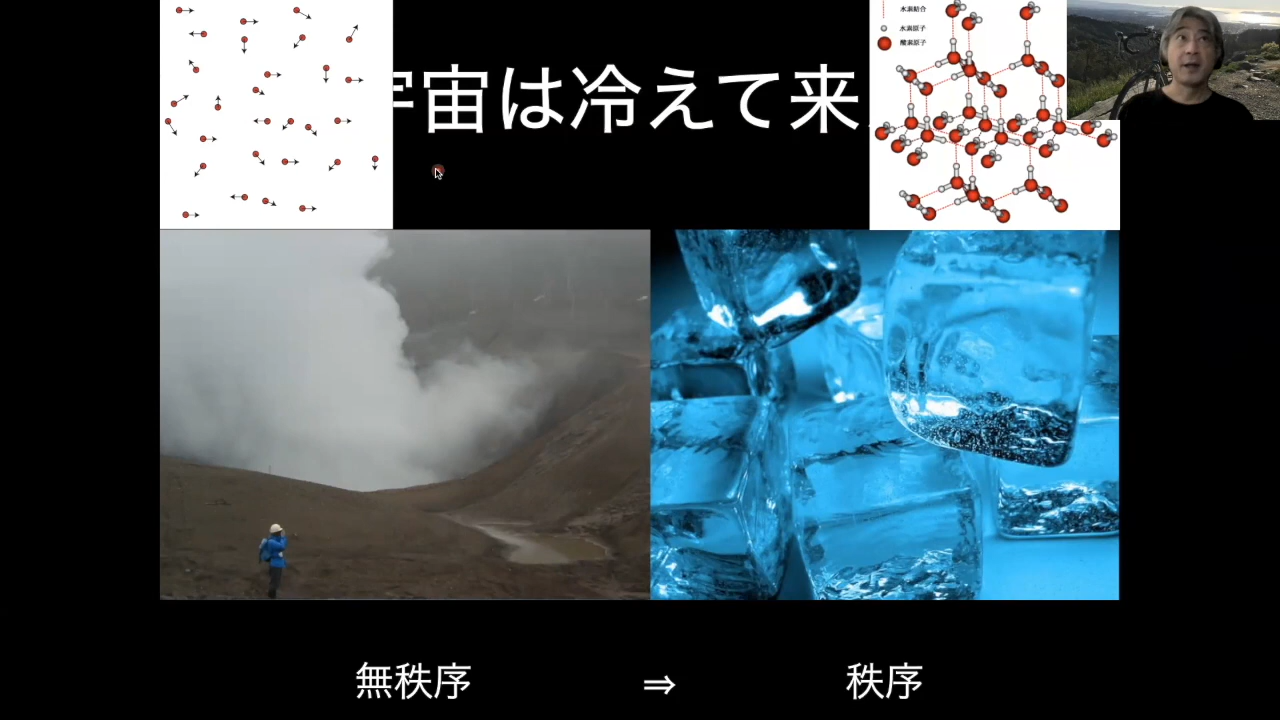 宇宙は冷えて来
水素結合
水素原子
酸素原子
無秩序 ⇒ 秩序